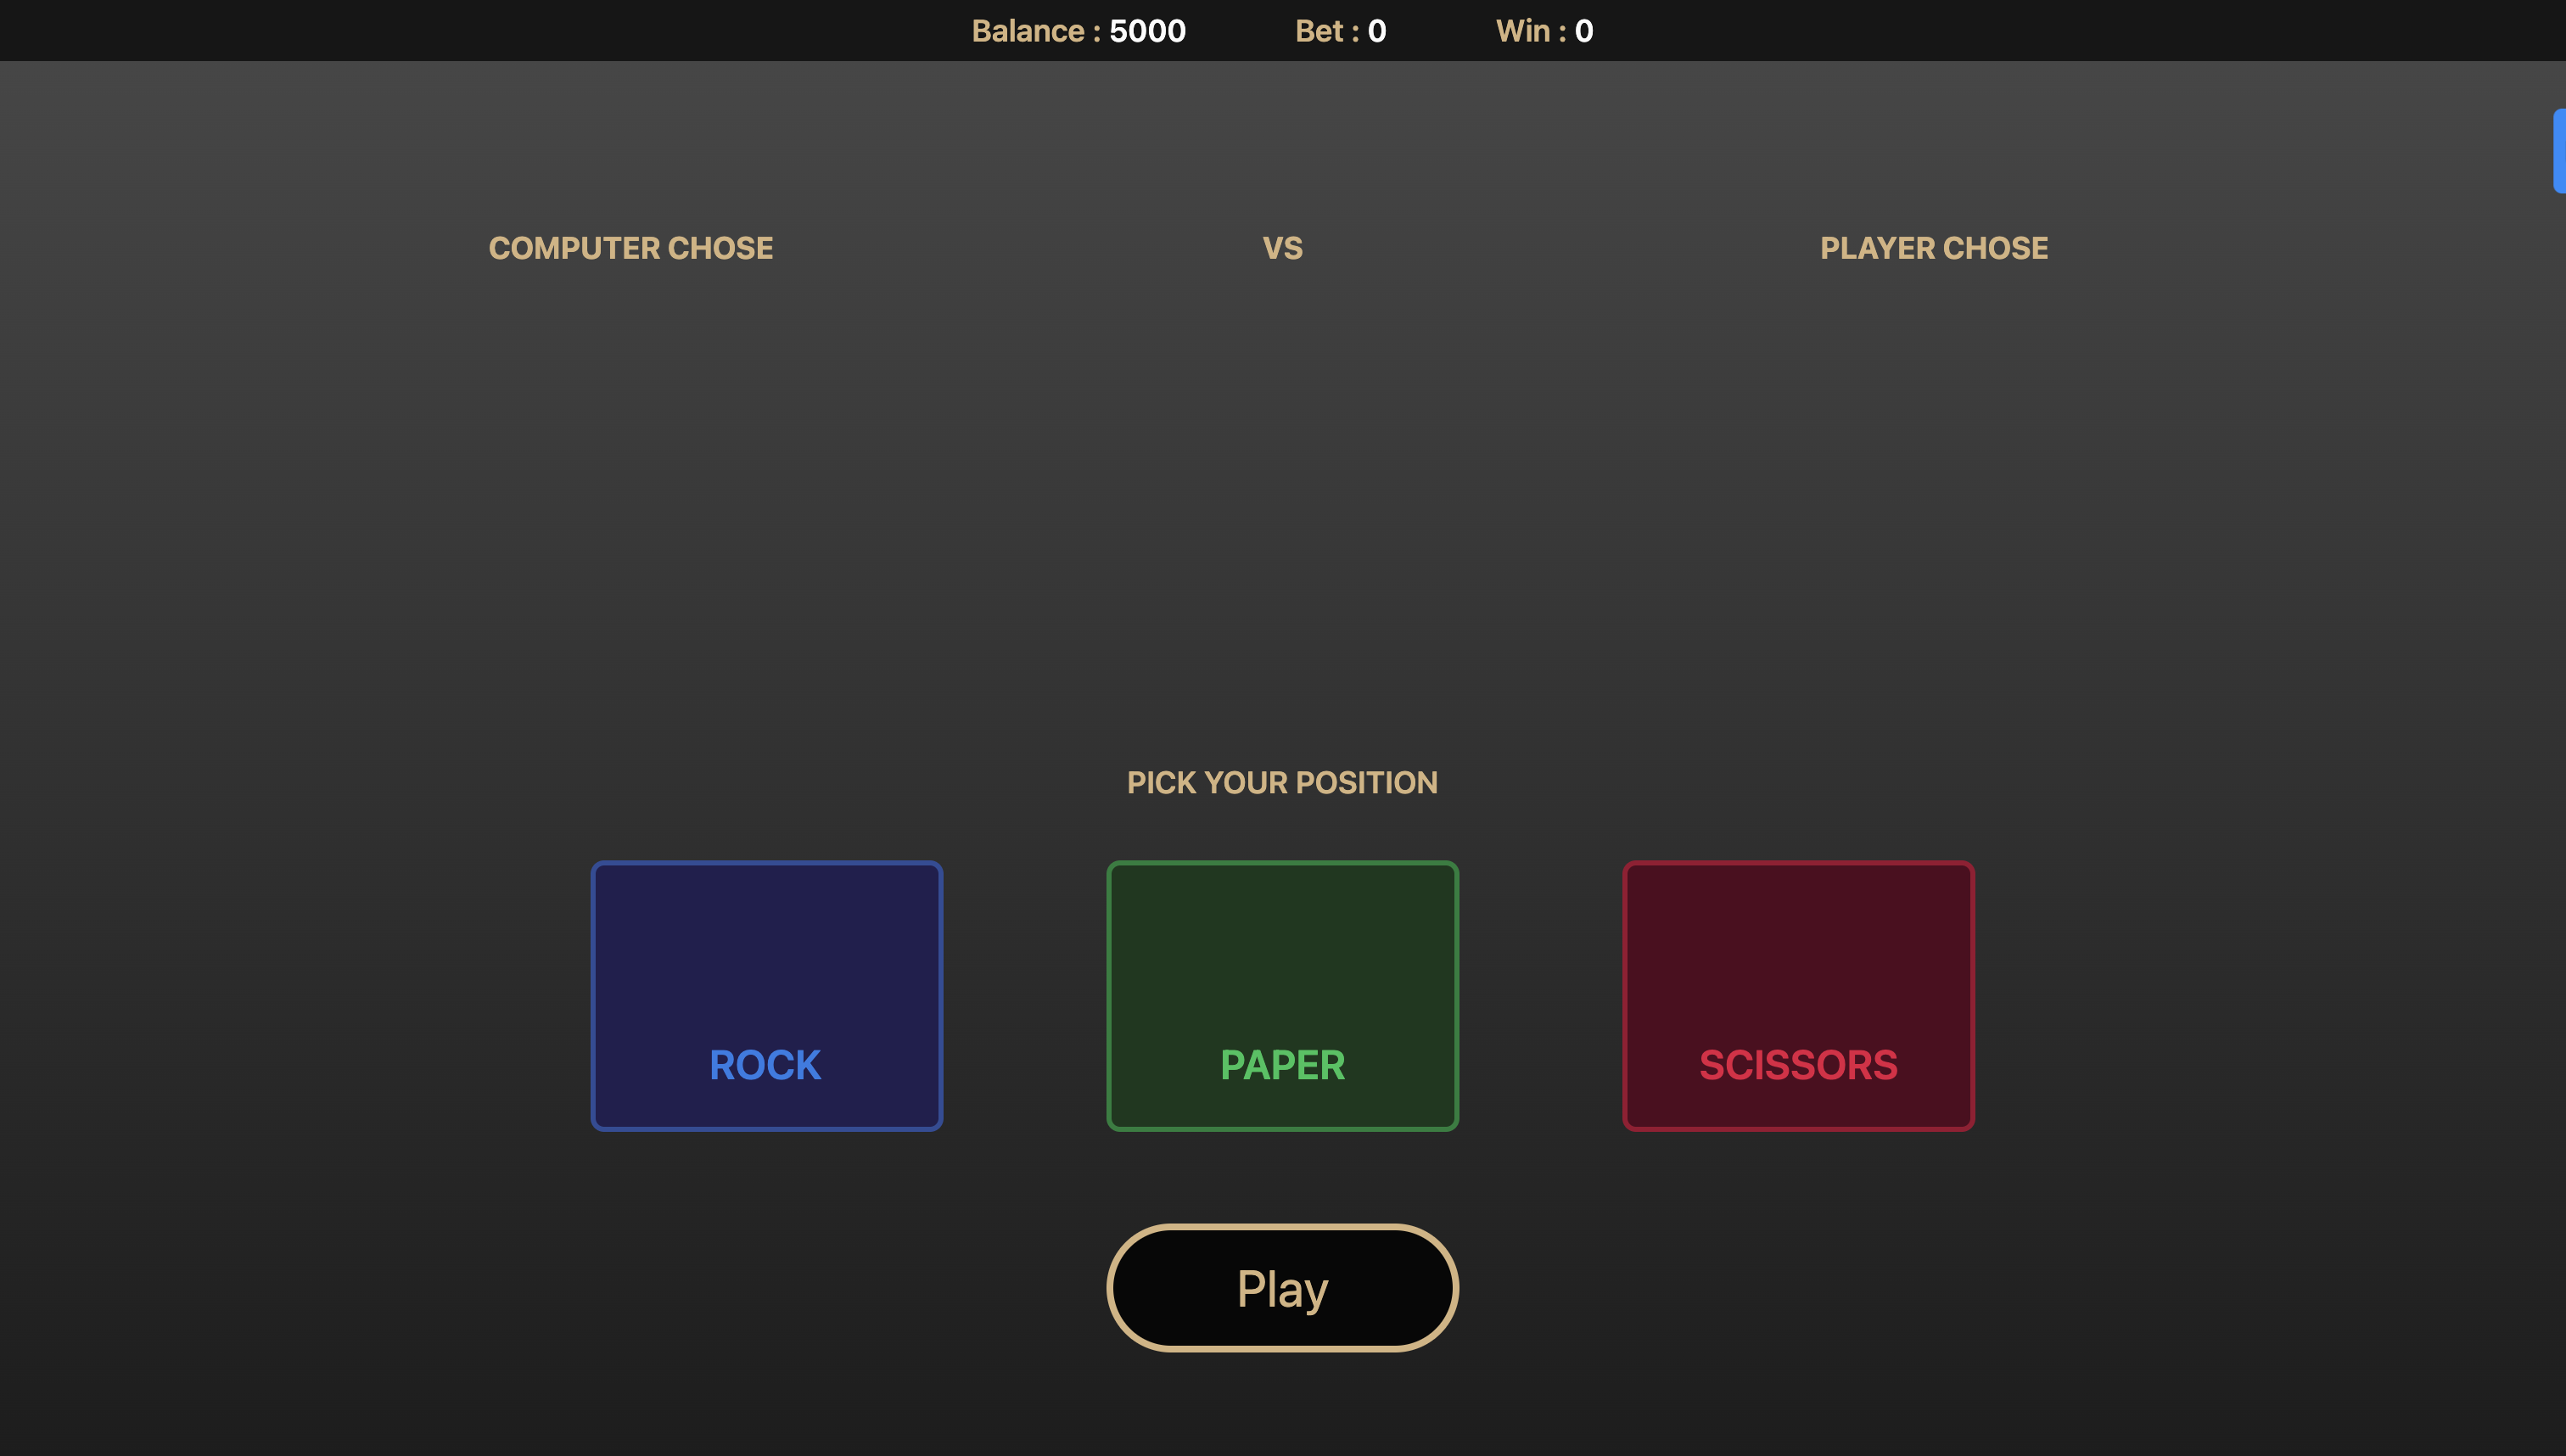 Balance : 5000 Bet : 0 Win : 0
COMPUTER CHOSE VS PLAYER CHOSE
PICK YOUR POSITION
ROCK PAPER SCISSORS
Play